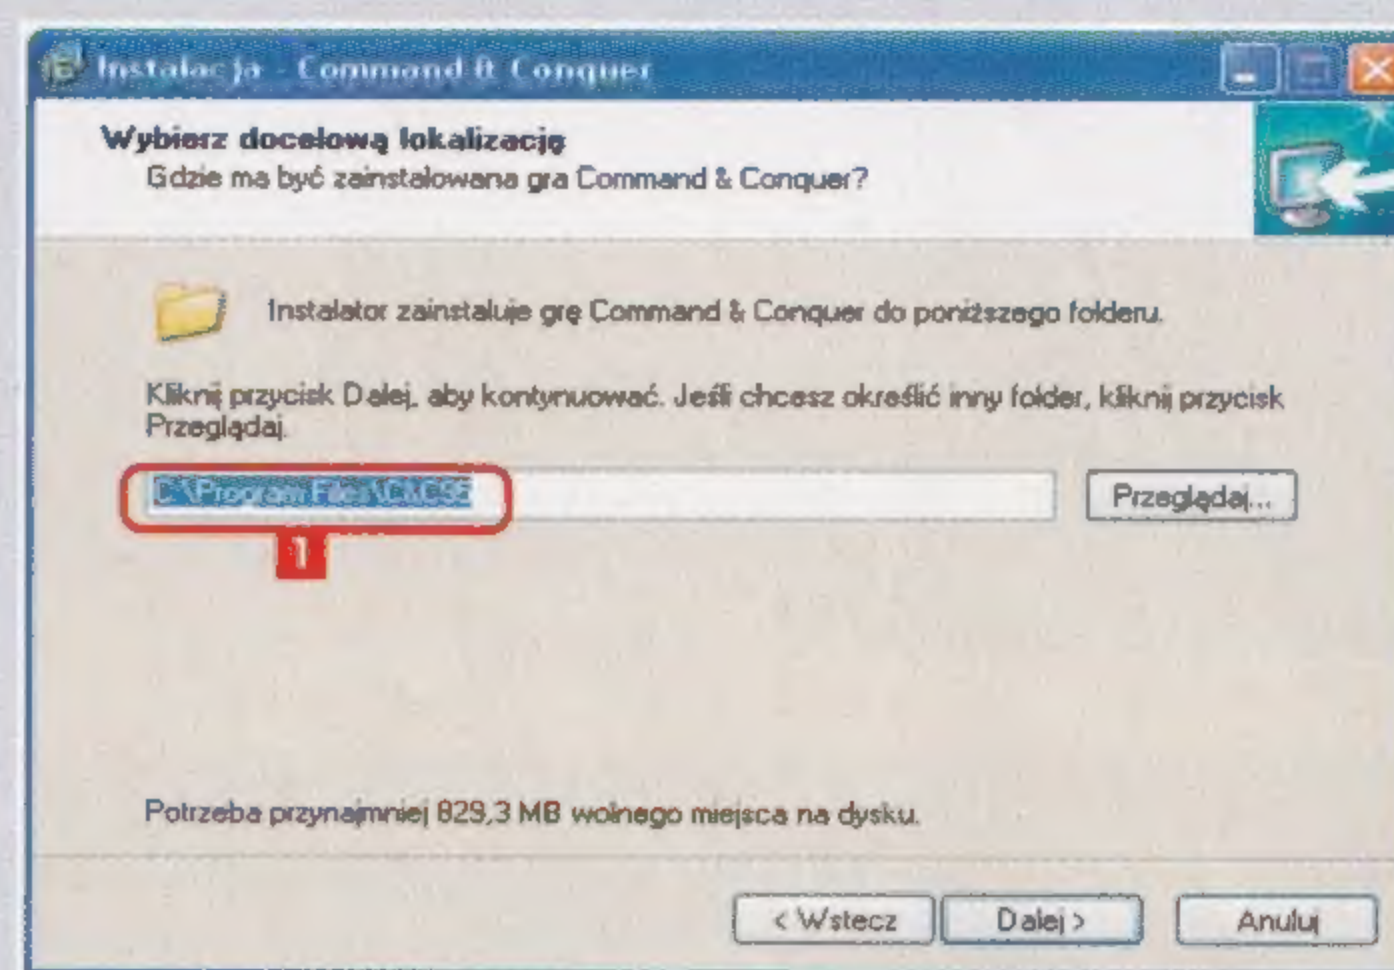 Instalacja - Command & Conquer
Wybierz docelową lokalizację
Gdzie ma być zainstalowana gra Command & Conquer?
Instalator zainstaluje grę Command & Conquer do poniższego folderu.
Kliknij przycisk Dalej, aby kontynuować. Jeśli chcesz określić inny folder, kliknij przycisk
Przeglądaj.
C:\Program Files\C&C95
Przeglądaj...
1
Potrzeba przynajmniej 829,3 MB wolnego miejsca na dysku.
< Wstecz
Dalej >
Anuluj